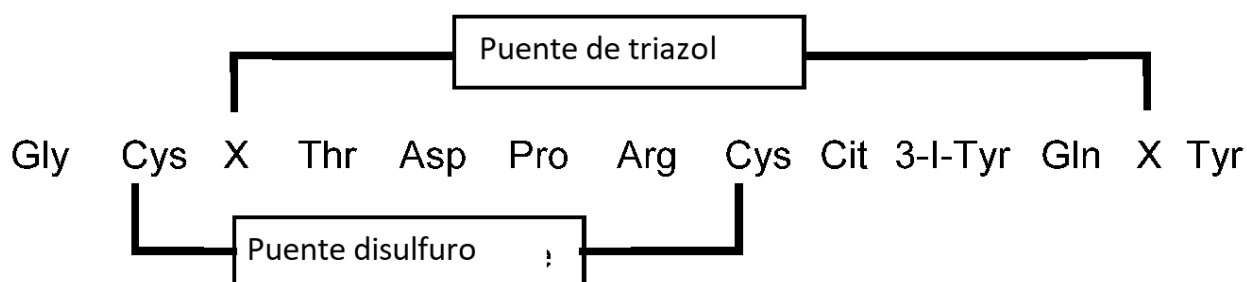 Puente de triazol
Gly Cys X Thr Asp Pro Arg Cys Cit 3-I-Tyr Gln X Tyr
Puente disulfuro